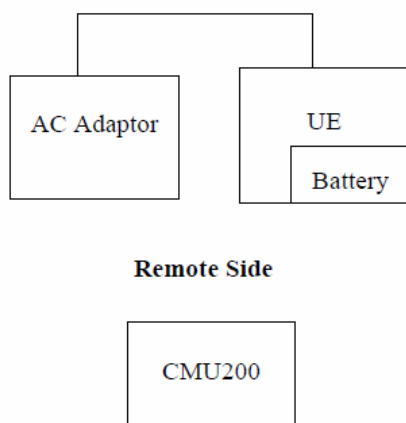 AC Adaptor
UE
Battery
Remote Side
CMU200